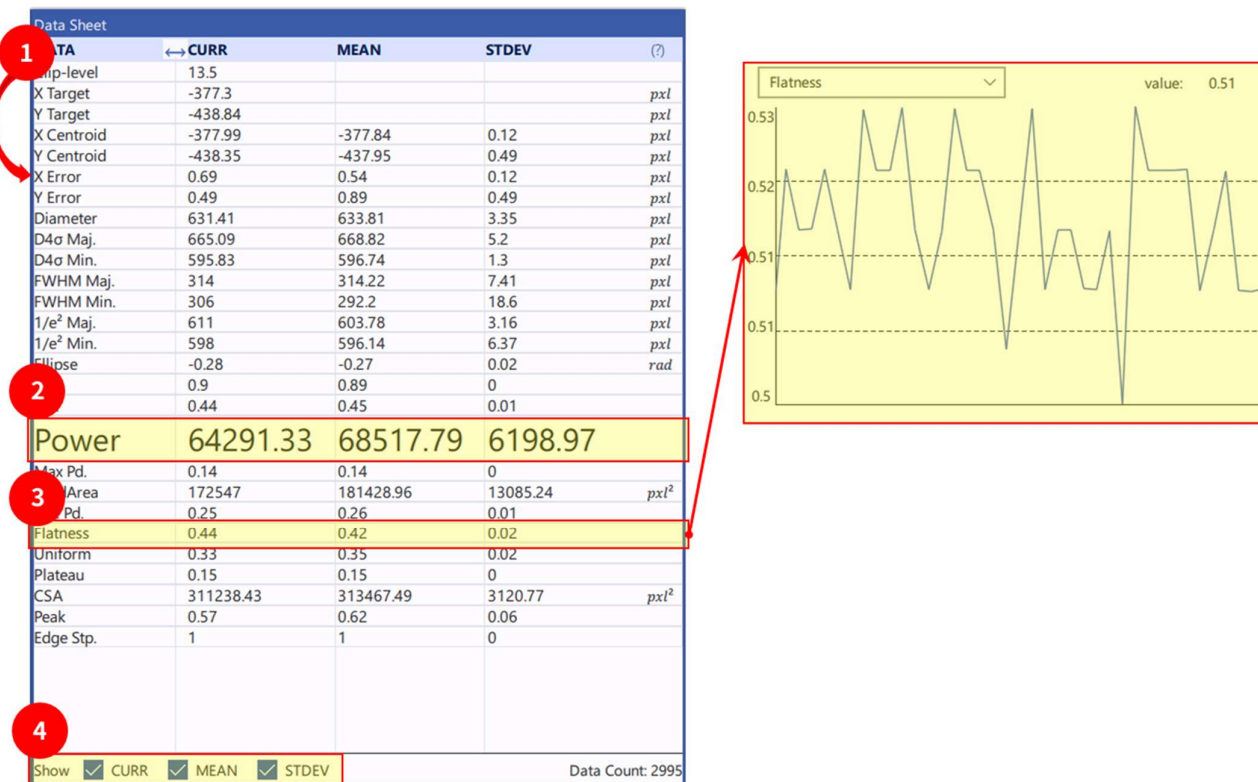 Data Sheet
1
CURR MEAN STDEV (?)
13.5
X Target -377.3 pxl
Y Target -438.84 pxl
X Centroid -377.99 -377.84 0.12 pxl
Y Centroid -438.35 -437.95 0.49 pxl
X Error 0.69 0.54 0.12 pxl
Y Error 0.49 0.89 0.49 pxl
Diameter 631.41 633.81 3.35 pxl
D4σ Maj. 665.09 668.82 5.2 pxl
D4σ Min. 595.83 596.74 1.3 pxl
FWHM Maj. 314 314.22 7.41 pxl
FWHM Min. 306 292.2 18.6 pxl
1/e² Maj. 611 603.78 3.16 pxl
1/e² Min. 598 596.14 6.37 pxl
Ellipse -0.28 -0.27 0.02 rad
2
0.9 0.89 0
0.44 0.45 0.01
Power 64291.33 68517.79 6198.97
Max Pd. 0.14 0.14 0
3
Area 172547 181428.96 13085.24 pxl²
Pd. 0.25 0.26 0.01
Flatness 0.44 0.42 0.02
Uniform 0.33 0.35 0.02
Plateau 0.15 0.15 0
CSA 311238.43 313467.49 3120.77 pxl²
Peak 0.57 0.62 0.06
Edge Stp. 1 1 0
4
Show CURR MEAN STDEV Data Count: 2995
Flatness value: 0.51
0.53
0.52
0.51
0.51
0.5